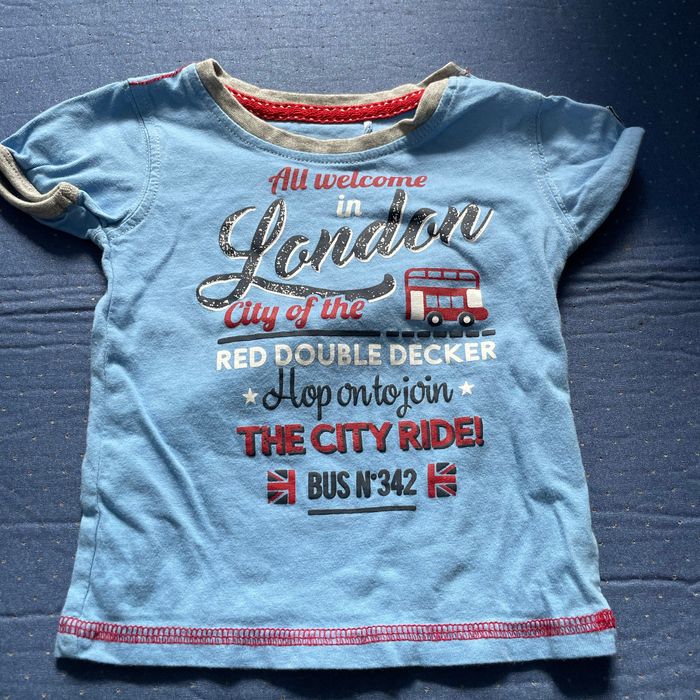 All welcome
in
London
City of the
RED DOUBLE DECKER
Hop on to join
THE CITY RIDE!
BUS N°342